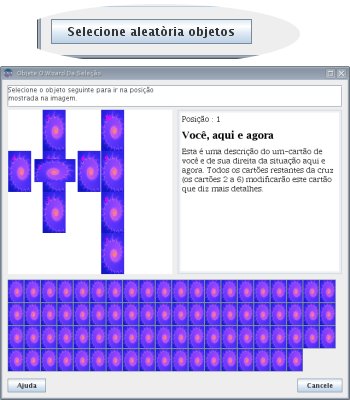 Selecione aleatòria objetos
Objete O Wizard Da Seleção
Selecione o objeto seguinte para ir na posição
mostrada na imagem.
Posição : 1
Você, aqui e agora
Esta é uma descrição do um-cartão de
você e de sua direita da situação aqui e
agora. Todos os cartões restantes da cruz
(os cartões 2 a 6) modificarão este cartão
que diz mais detalhes.
Ajuda
Cancele